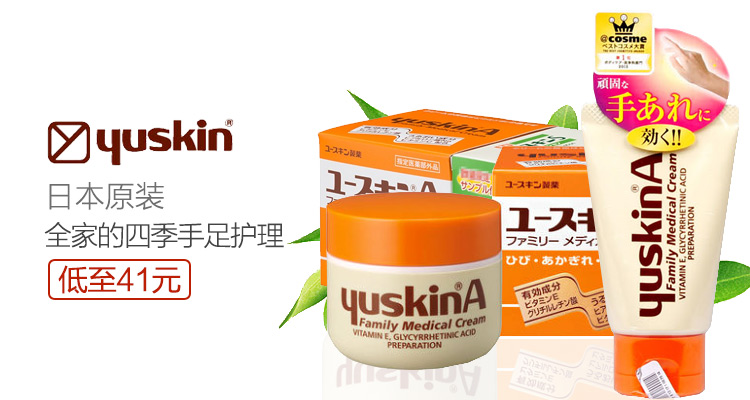 yuskin®
日本原装
全家的四季手足护理
低至41元
@cosme
ベストコスメ大賞
頑固な
手あれに
効く!!
yuskinA®
Family Medical Cream
VITAMIN E, GLYCYRRHETINIC ACID
PREPARATION
yuskinA
ユースキン製薬
指定医薬部外品
ユースキンA
ファ
ユースキン製薬
ユースキ
ファミリー メディ
ひび・あかぎれ・
有効成分
ビタミンE
グリチルレチン酸
yuskinA®
Family Medical Cream
VITAMIN E, GLYCYRRHETINIC ACID
PREPARATION